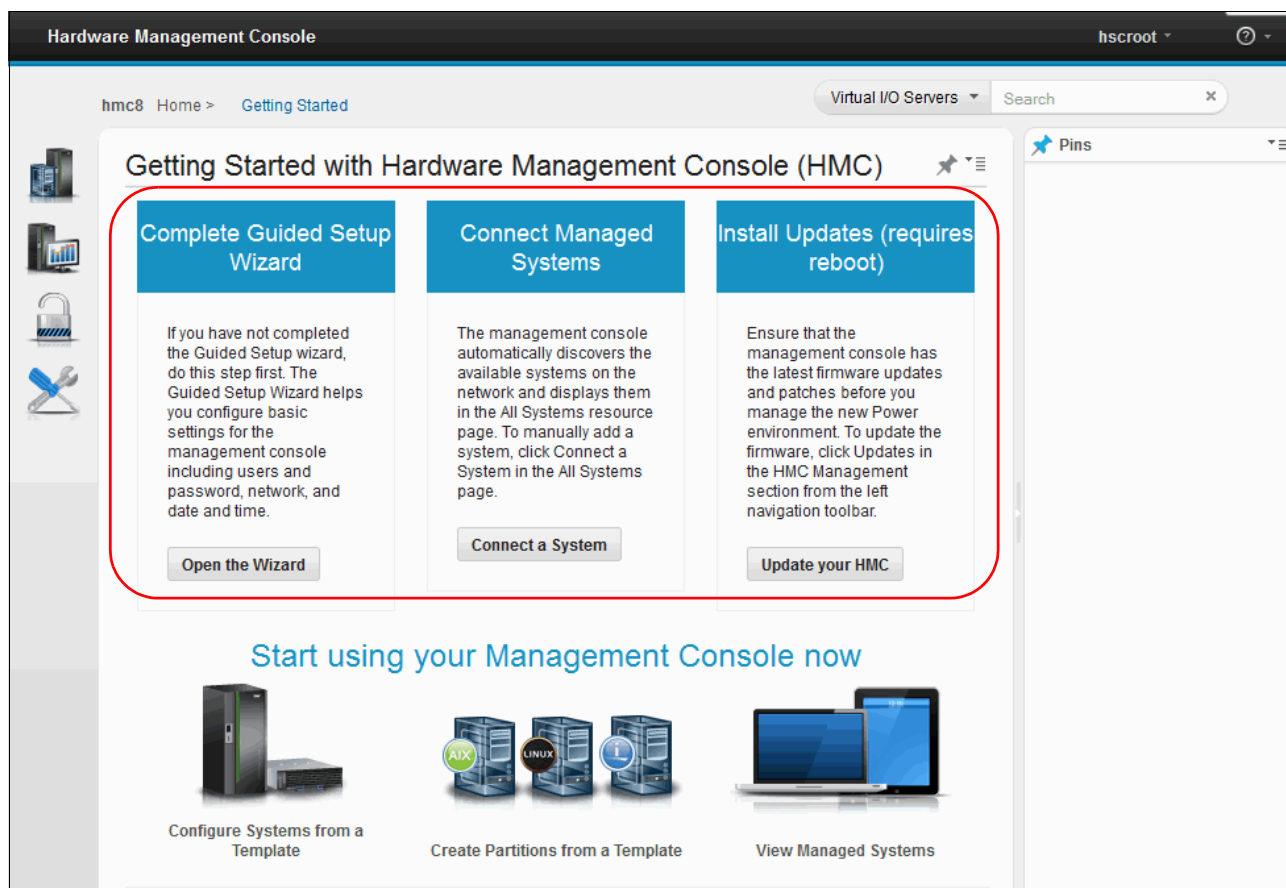 Hardware Management Console
hscroot
?
hmc8 Home > Getting Started
Virtual I/O Servers
Search
Getting Started with Hardware Management Console (HMC)
Pins
Complete Guided Setup
Wizard
If you have not completed
the Guided Setup wizard,
do this step first. The
Guided Setup Wizard helps
you configure basic
settings for the
management console
including users and
password, network, and
date and time.
Open the Wizard
Connect Managed
Systems
The management console
automatically discovers the
available systems on the
network and displays them
in the All Systems resource
page. To manually add a
system, click Connect a
System in the All Systems
page.
Connect a System
Install Updates (requires
reboot)
Ensure that the
management console has
the latest firmware updates
and patches before you
manage the new Power
environment. To update the
firmware, click Updates in
the HMC Management
section from the left
navigation toolbar.
Update your HMC
Start using your Management Console now
AIX
LINUX
i
Configure Systems from a
Template
Create Partitions from a Template
View Managed Systems